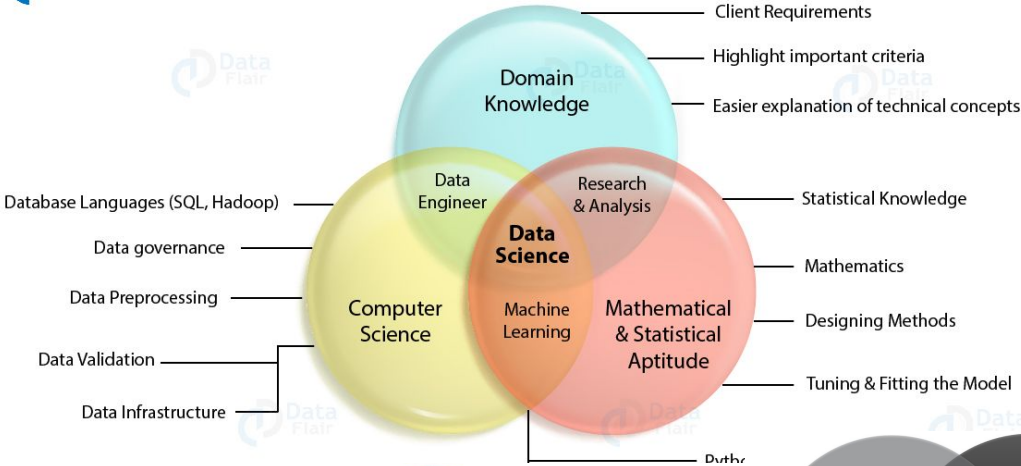 Client Requirements
Highlight important criteria
Easier explanation of technical concepts
Domain
Knowledge
Data
Engineer
Research
& Analysis
Data
Science
Machine
Learning
Computer
Science
Mathematical
& Statistical
Aptitude
Database Languages (SQL, Hadoop)
Data governance
Data Preprocessing
Data Validation
Data Infrastructure
Statistical Knowledge
Mathematics
Designing Methods
Tuning & Fitting the Model
Data
Flair
Data
Flair
Data
Flair
Data
Flair
Data
Flair
Data